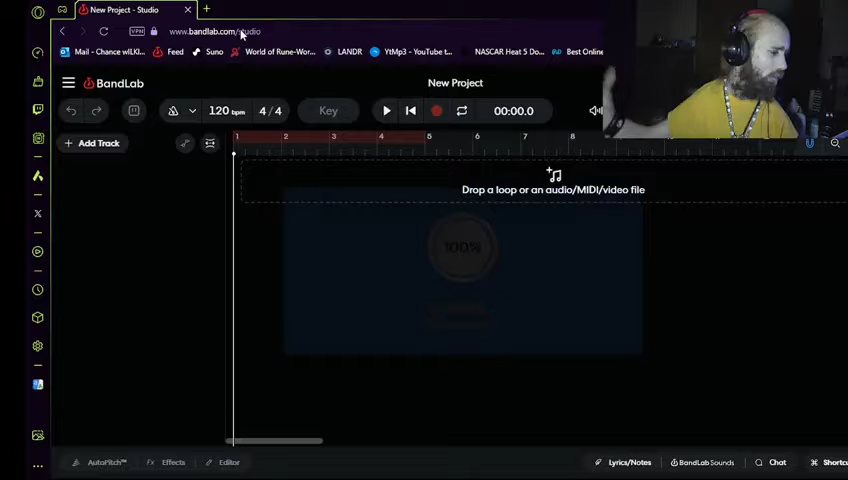 New Project - Studio
VPN
www.bandlab.com/studio
Mail - Chance wiLKI... Feed Suno World of Rune-Wor... LANDR YtMp3 - YouTube t... NASCAR Heat 5 Do... Best Online
BandLab New Project
120 bpm 4/4 Key 00:00.0
Add Track
1 2 3 4 5 6 7 8
Drop a loop or an audio/MIDI/video file
100%
AutoPitch™ Fx Effects Editor Lyrics/Notes BandLab Sounds Chat Shortcu